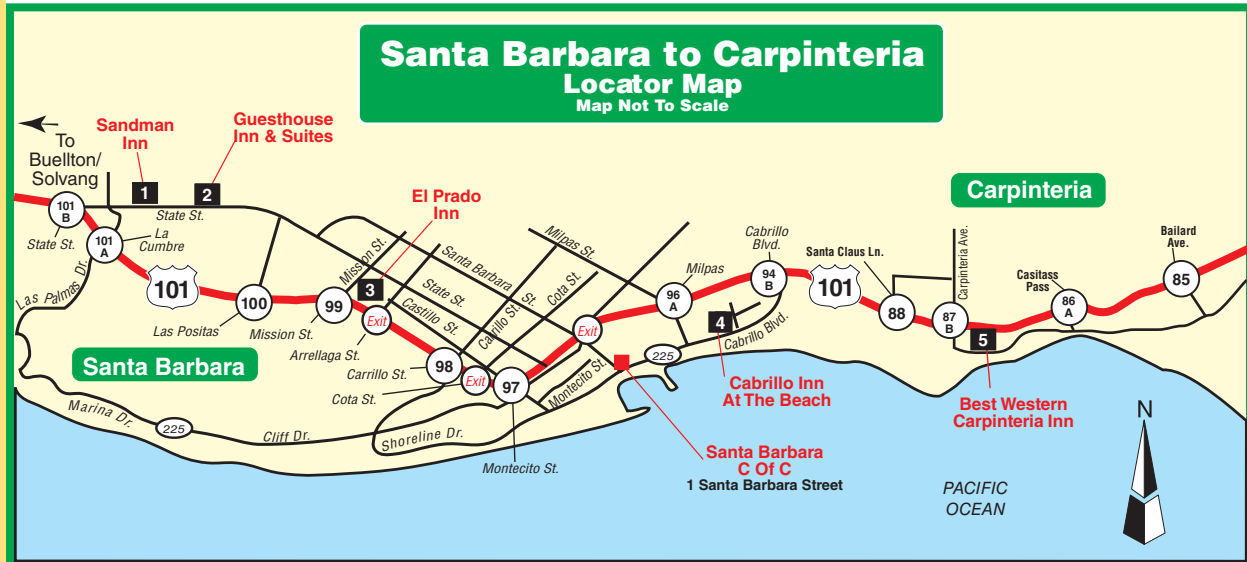 Santa Barbara to Carpinteria
Locator Map
Map Not To Scale
To
Buellton/
Solvang
Sandman
Inn
Guesthouse
Inn & Suites
El Prado
Inn
Carpinteria
1
2
State St.
101
B
State St.
101
A
La
Cumbre
Las Palmas Dr.
101
100
Las Positas
99
Mission St.
Mission St.
3
Exit
Arrellaga St.
Santa Barbara St.
State St.
Castillo St.
Carrillo St.
Cota St.
Milpas St.
98
Carrillo St.
Exit
Cota St.
97
Montecito St.
Exit
Montecito St.
96
A
Milpas
4
Cabrillo Blvd.
Cabrillo
Blvd.
94
B
101
Santa Claus Ln.
88
Carpinteria Ave.
87
B
5
Casitass
Pass
86
A
Bailard
Ave.
85
Santa Barbara
Marina Dr.
225
Cliff Dr.
Shoreline Dr.
225
Cabrillo Inn
At The Beach
Santa Barbara
C Of C
1 Santa Barbara Street
Best Western
Carpinteria Inn
PACIFIC
OCEAN
N